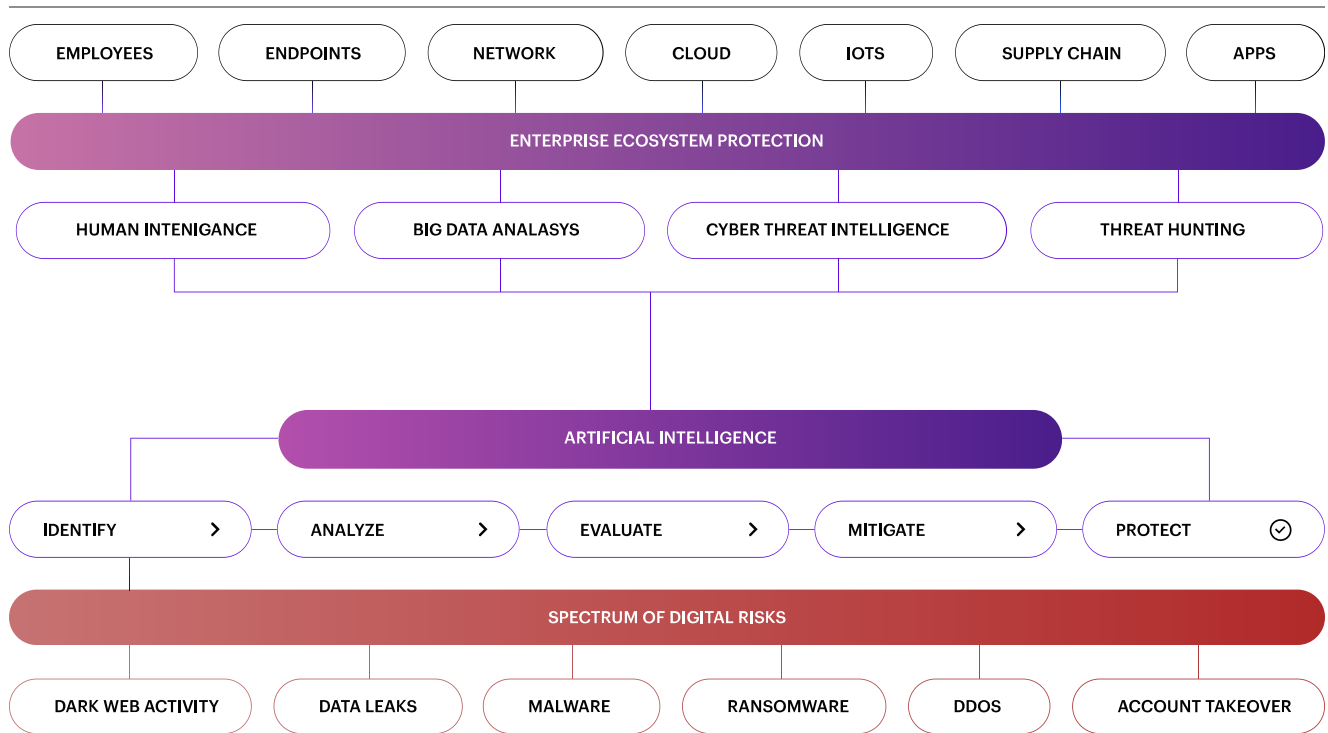 EMPLOYEES
ENDPOINTS
NETWORK
CLOUD
IOTS
SUPPLY CHAIN
APPS
ENTERPRISE ECOSYSTEM PROTECTION
HUMAN INTENIGANCE
BIG DATA ANALASYS
CYBER THREAT INTELLIGENCE
THREAT HUNTING
ARTIFICIAL INTELLIGENCE
IDENTIFY
ANALYZE
EVALUATE
MITIGATE
PROTECT
SPECTRUM OF DIGITAL RISKS
DARK WEB ACTIVITY
DATA LEAKS
MALWARE
RANSOMWARE
DDOS
ACCOUNT TAKEOVER